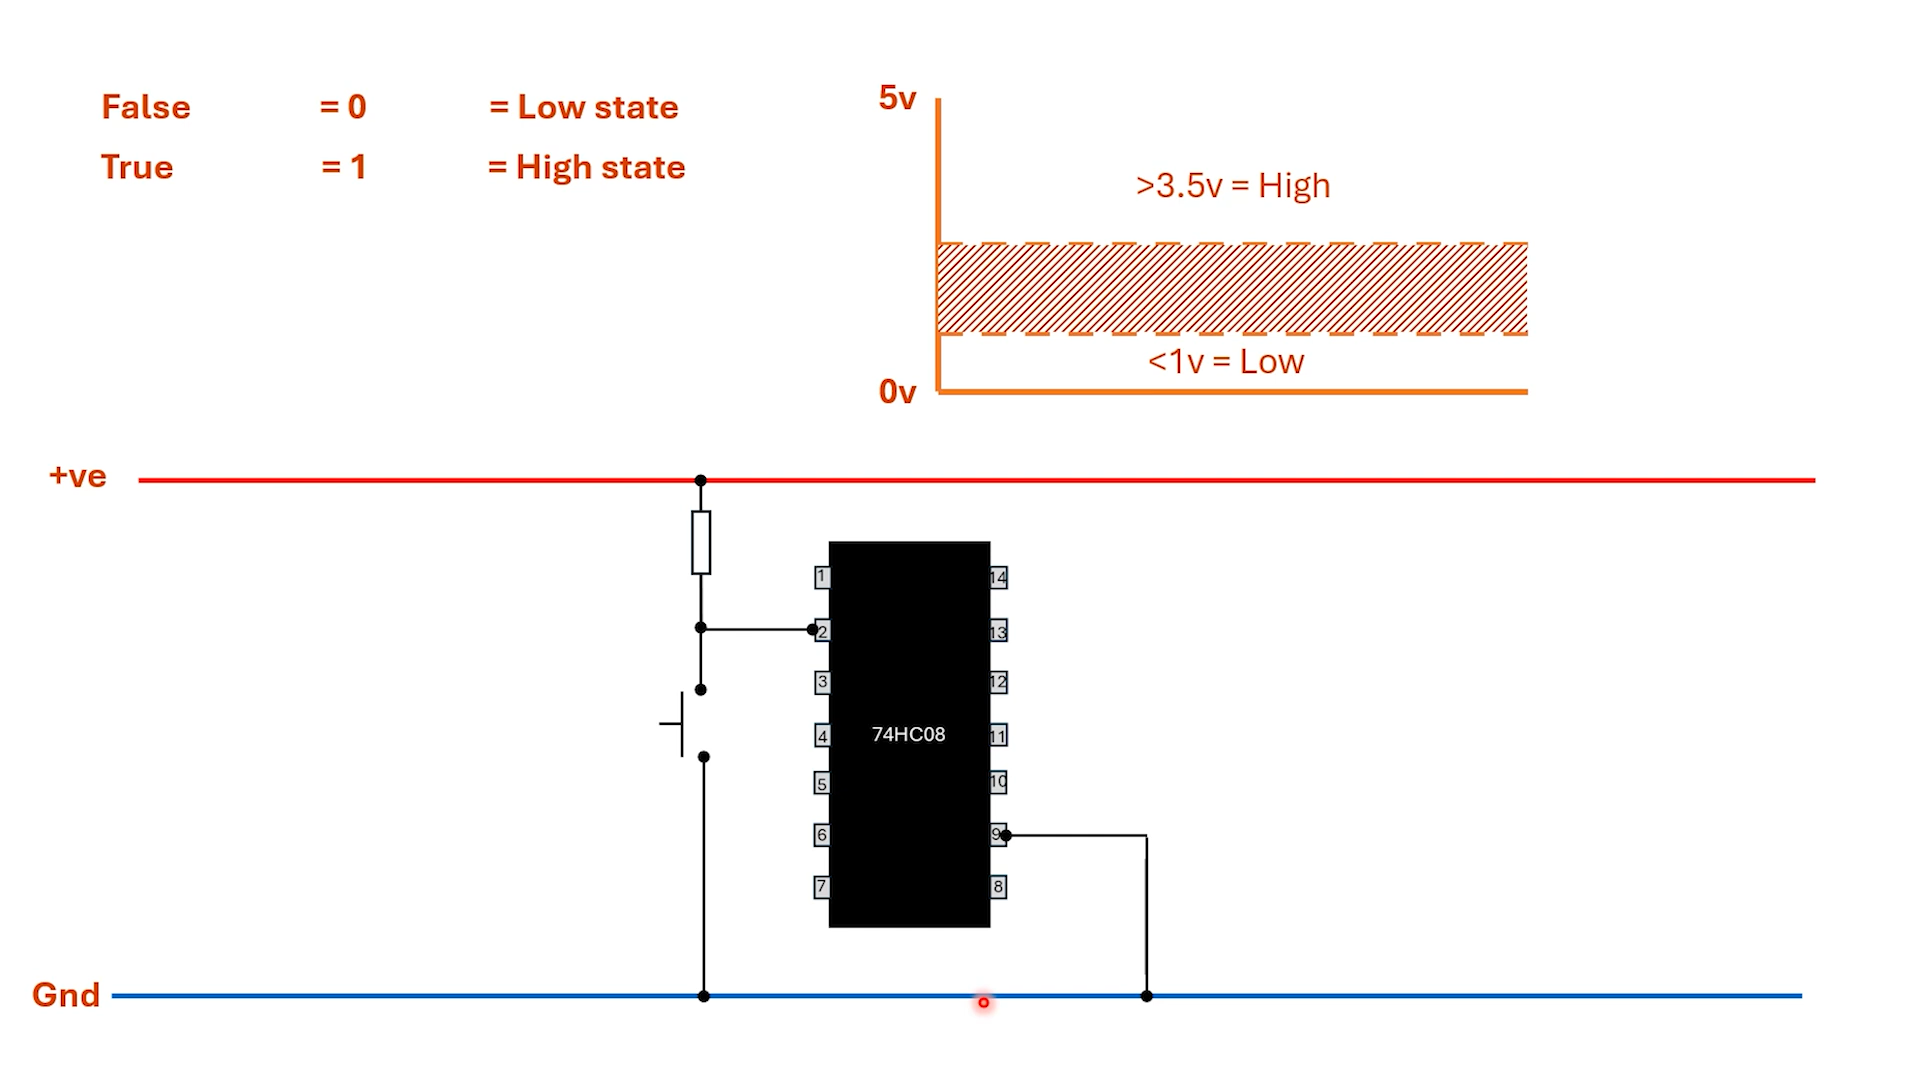 False = 0 = Low state
True = 1 = High state
5v
>3.5v = High
<1v = Low
0v
+ve
1 14
2 13
3 12
4 74HC08 11
5 10
6 9
7 8
Gnd